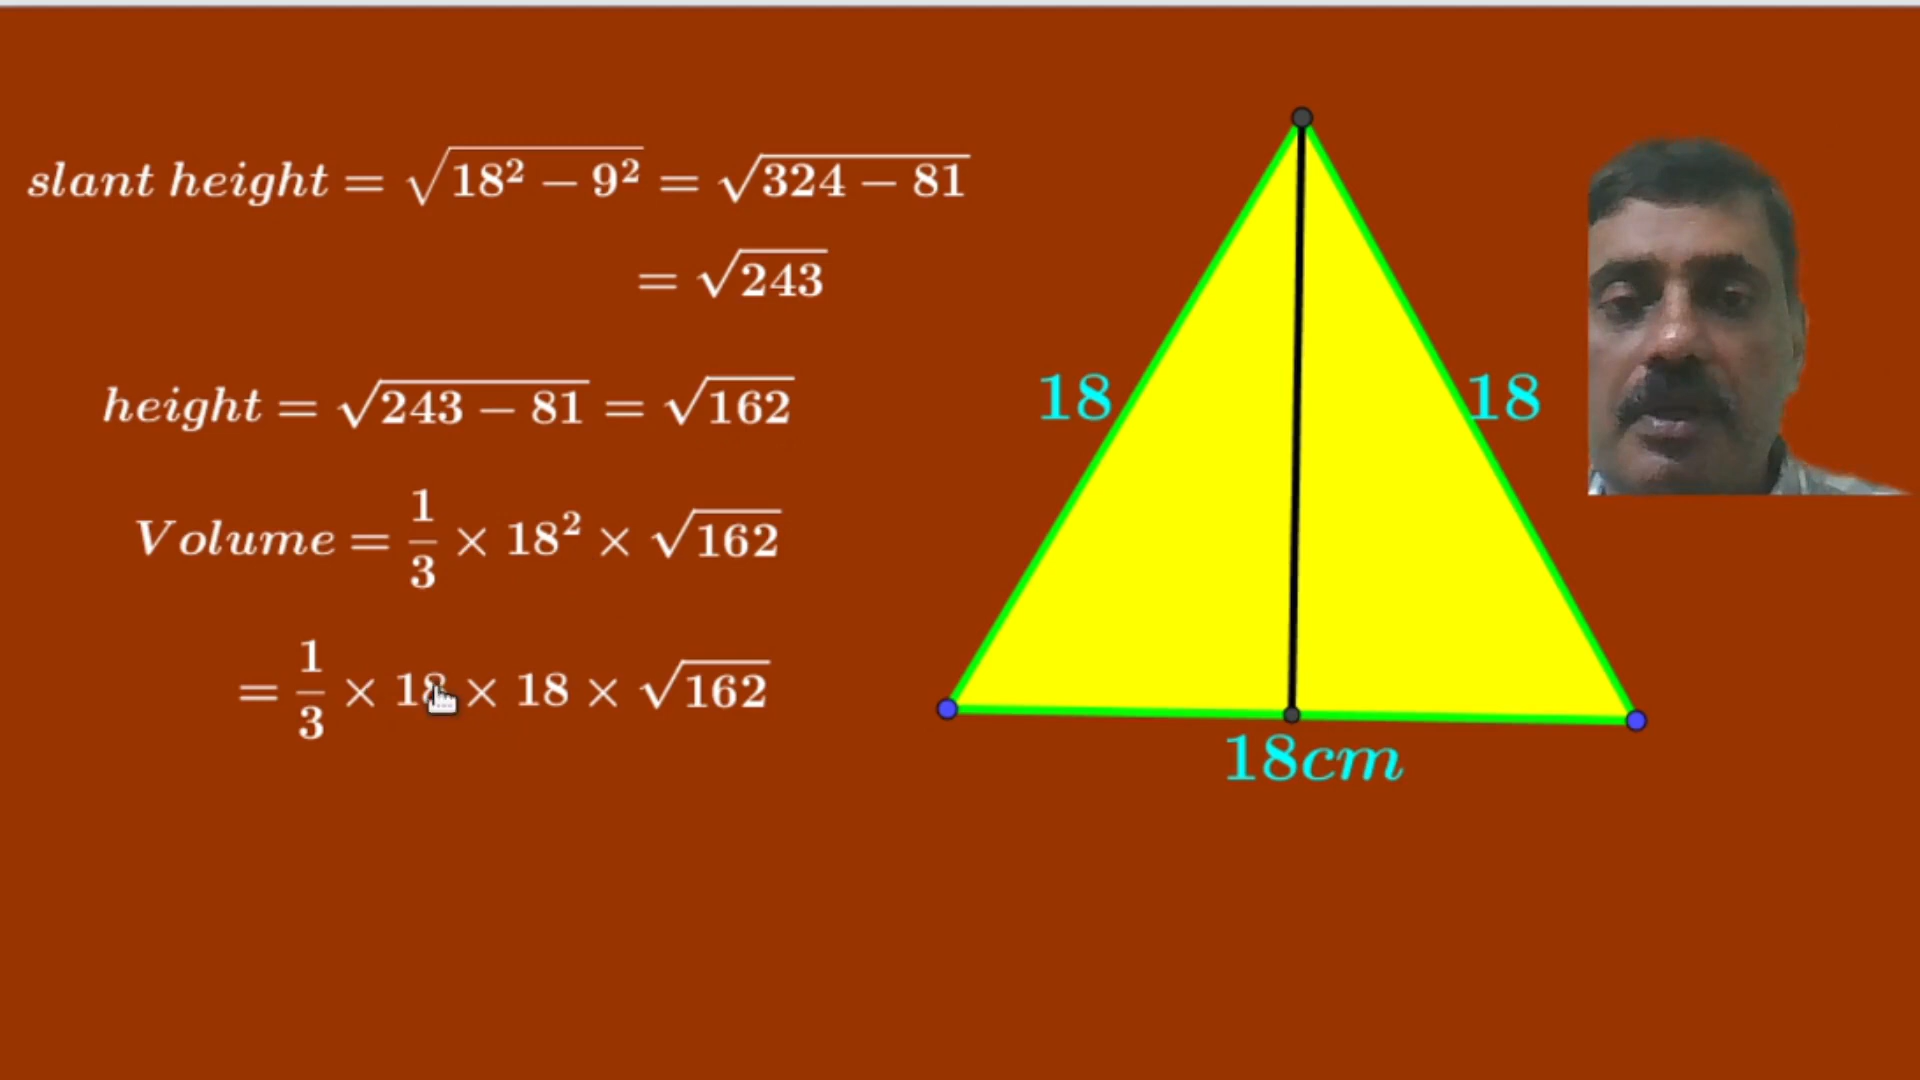 slant height = √(18² − 9²) = √(324 − 81)
= √243
height = √(243 − 81) = √162
Volume = 1/3 × 18² × √162
= 1/3 × 18 × 18 × √162
18
18
18cm